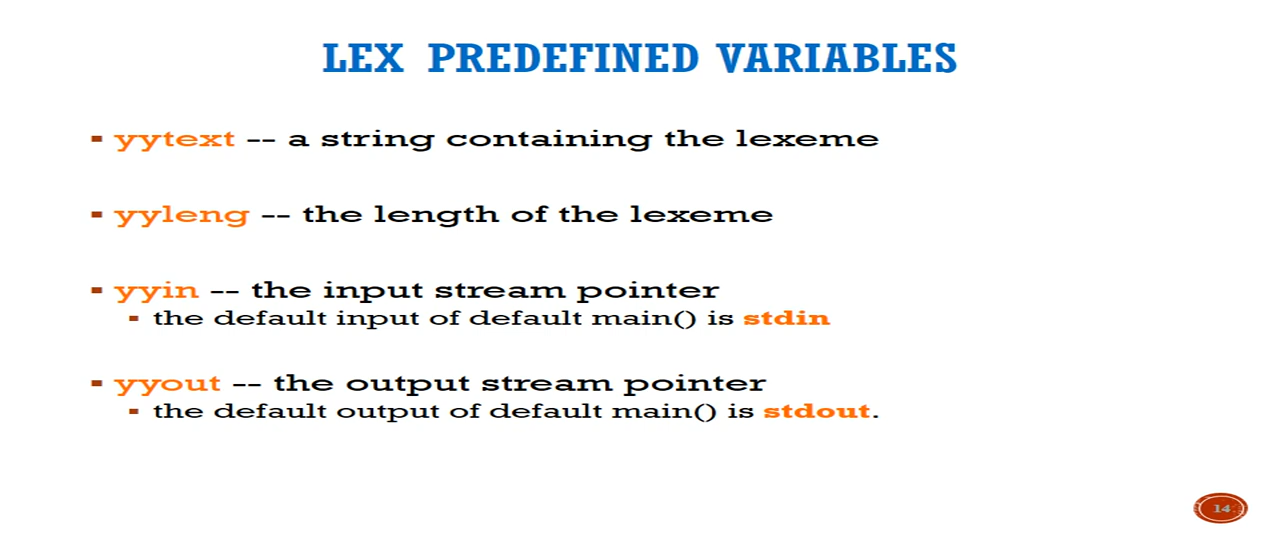 LEX PREDEFINED VARIABLES
▪ yytext -- a string containing the lexeme
▪ yyleng -- the length of the lexeme
▪ yyin -- the input stream pointer
▪ the default input of default main() is stdin
▪ yyout -- the output stream pointer
▪ the default output of default main() is stdout.
14